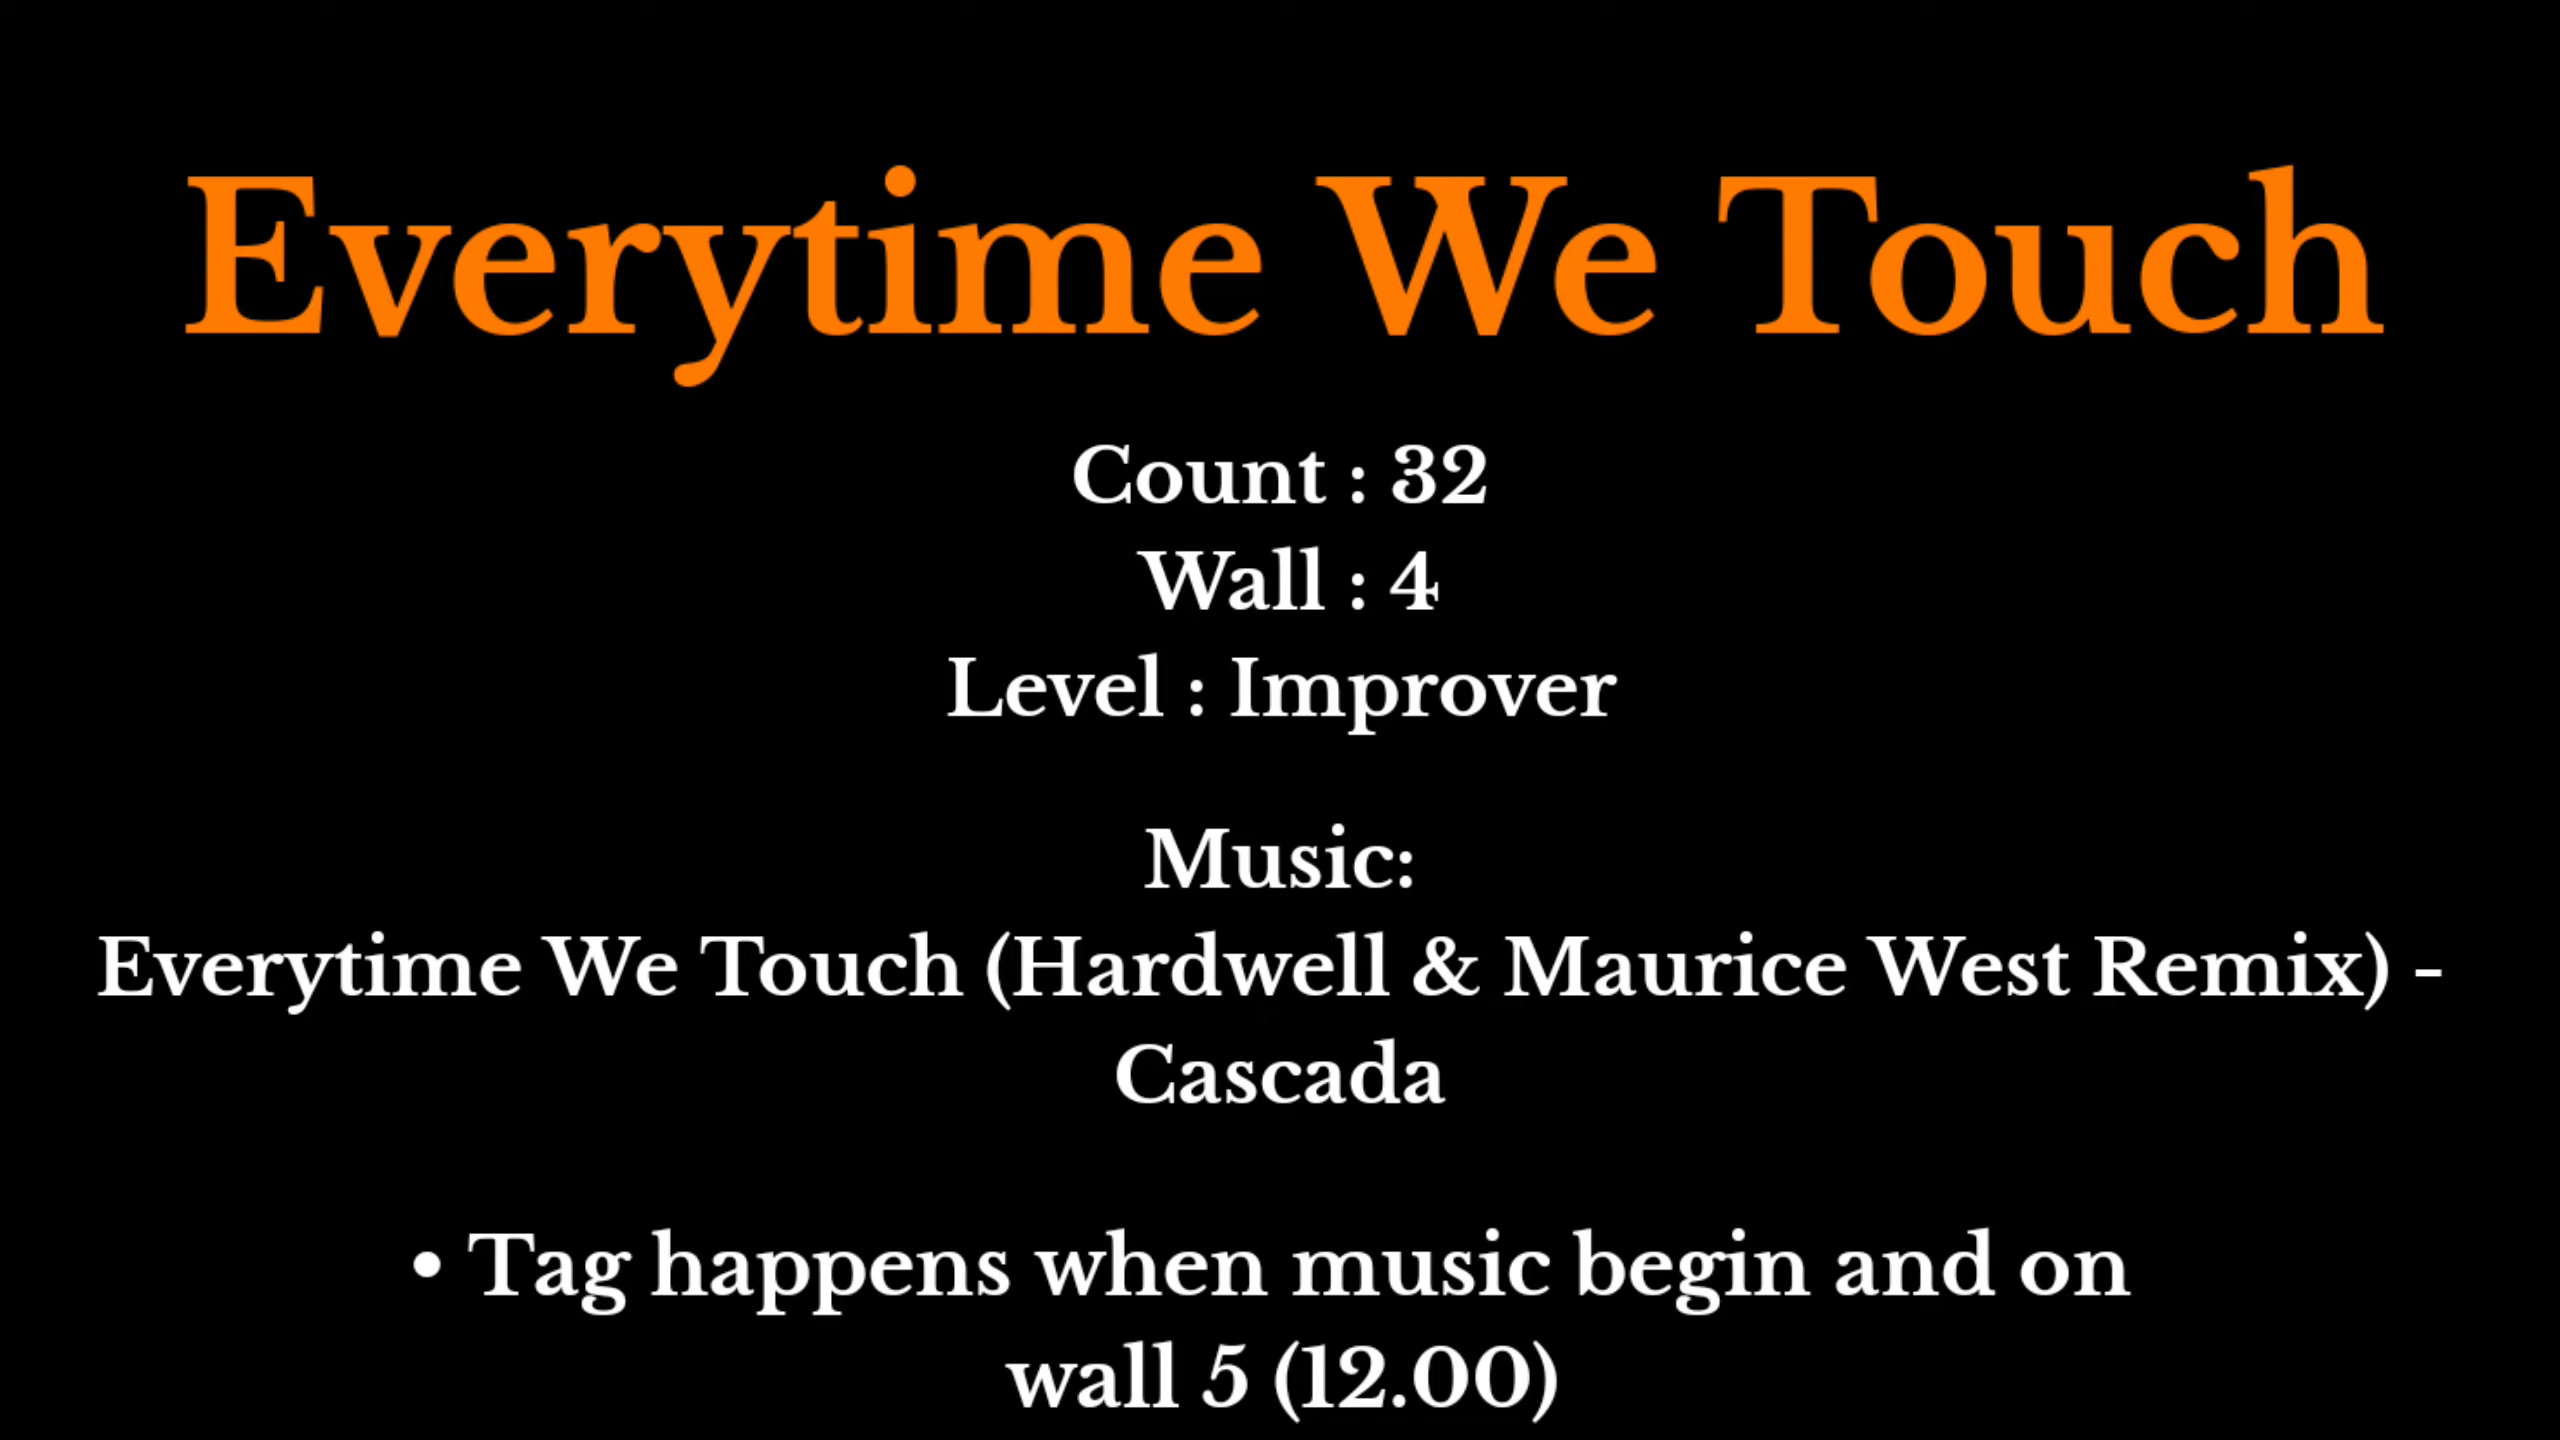 Everytime We Touch
Count : 32
Wall : 4
Level : Improver
Music:
Everytime We Touch (Hardwell & Maurice West Remix) -
Cascada
• Tag happens when music begin and on
wall 5 (12.00)